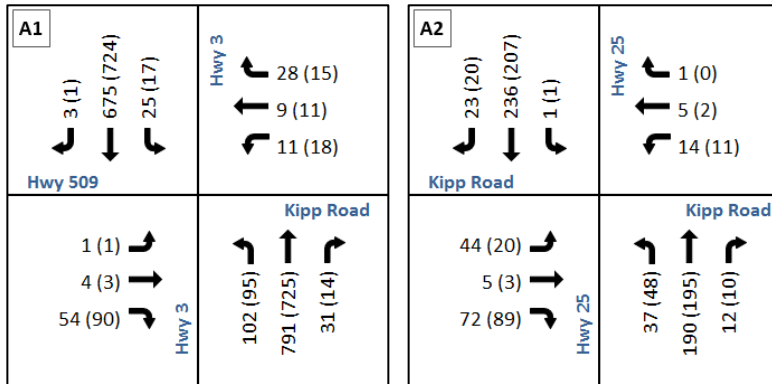 A1
Hwy 3
3 (1)
675 (724)
25 (17)
28 (15)
9 (11)
11 (18)
Hwy 509
Kipp Road
1 (1)
4 (3)
54 (90)
Hwy 3
102 (95)
791 (725)
31 (14)
A2
Hwy 25
23 (20)
236 (207)
1 (1)
1 (0)
5 (2)
14 (11)
Kipp Road
Kipp Road
44 (20)
5 (3)
72 (89)
Hwy 25
37 (48)
190 (195)
12 (10)